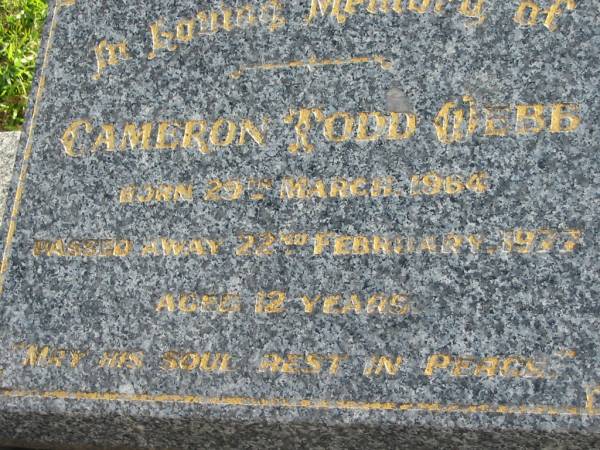 In Loving Memory of
CAMERON TODD WEBB
BORN 29TH MARCH. 1964
PASSED AWAY 22ND FEBRUARY. 1977
AGED 12 YEARS.
"MAY HIS SOUL REST IN PEACE."